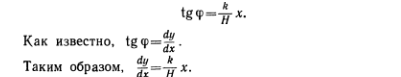 tg φ = k/H x.
Как известно, tg φ = dy/dx .
Таким образом, dy/dx = k/H x.